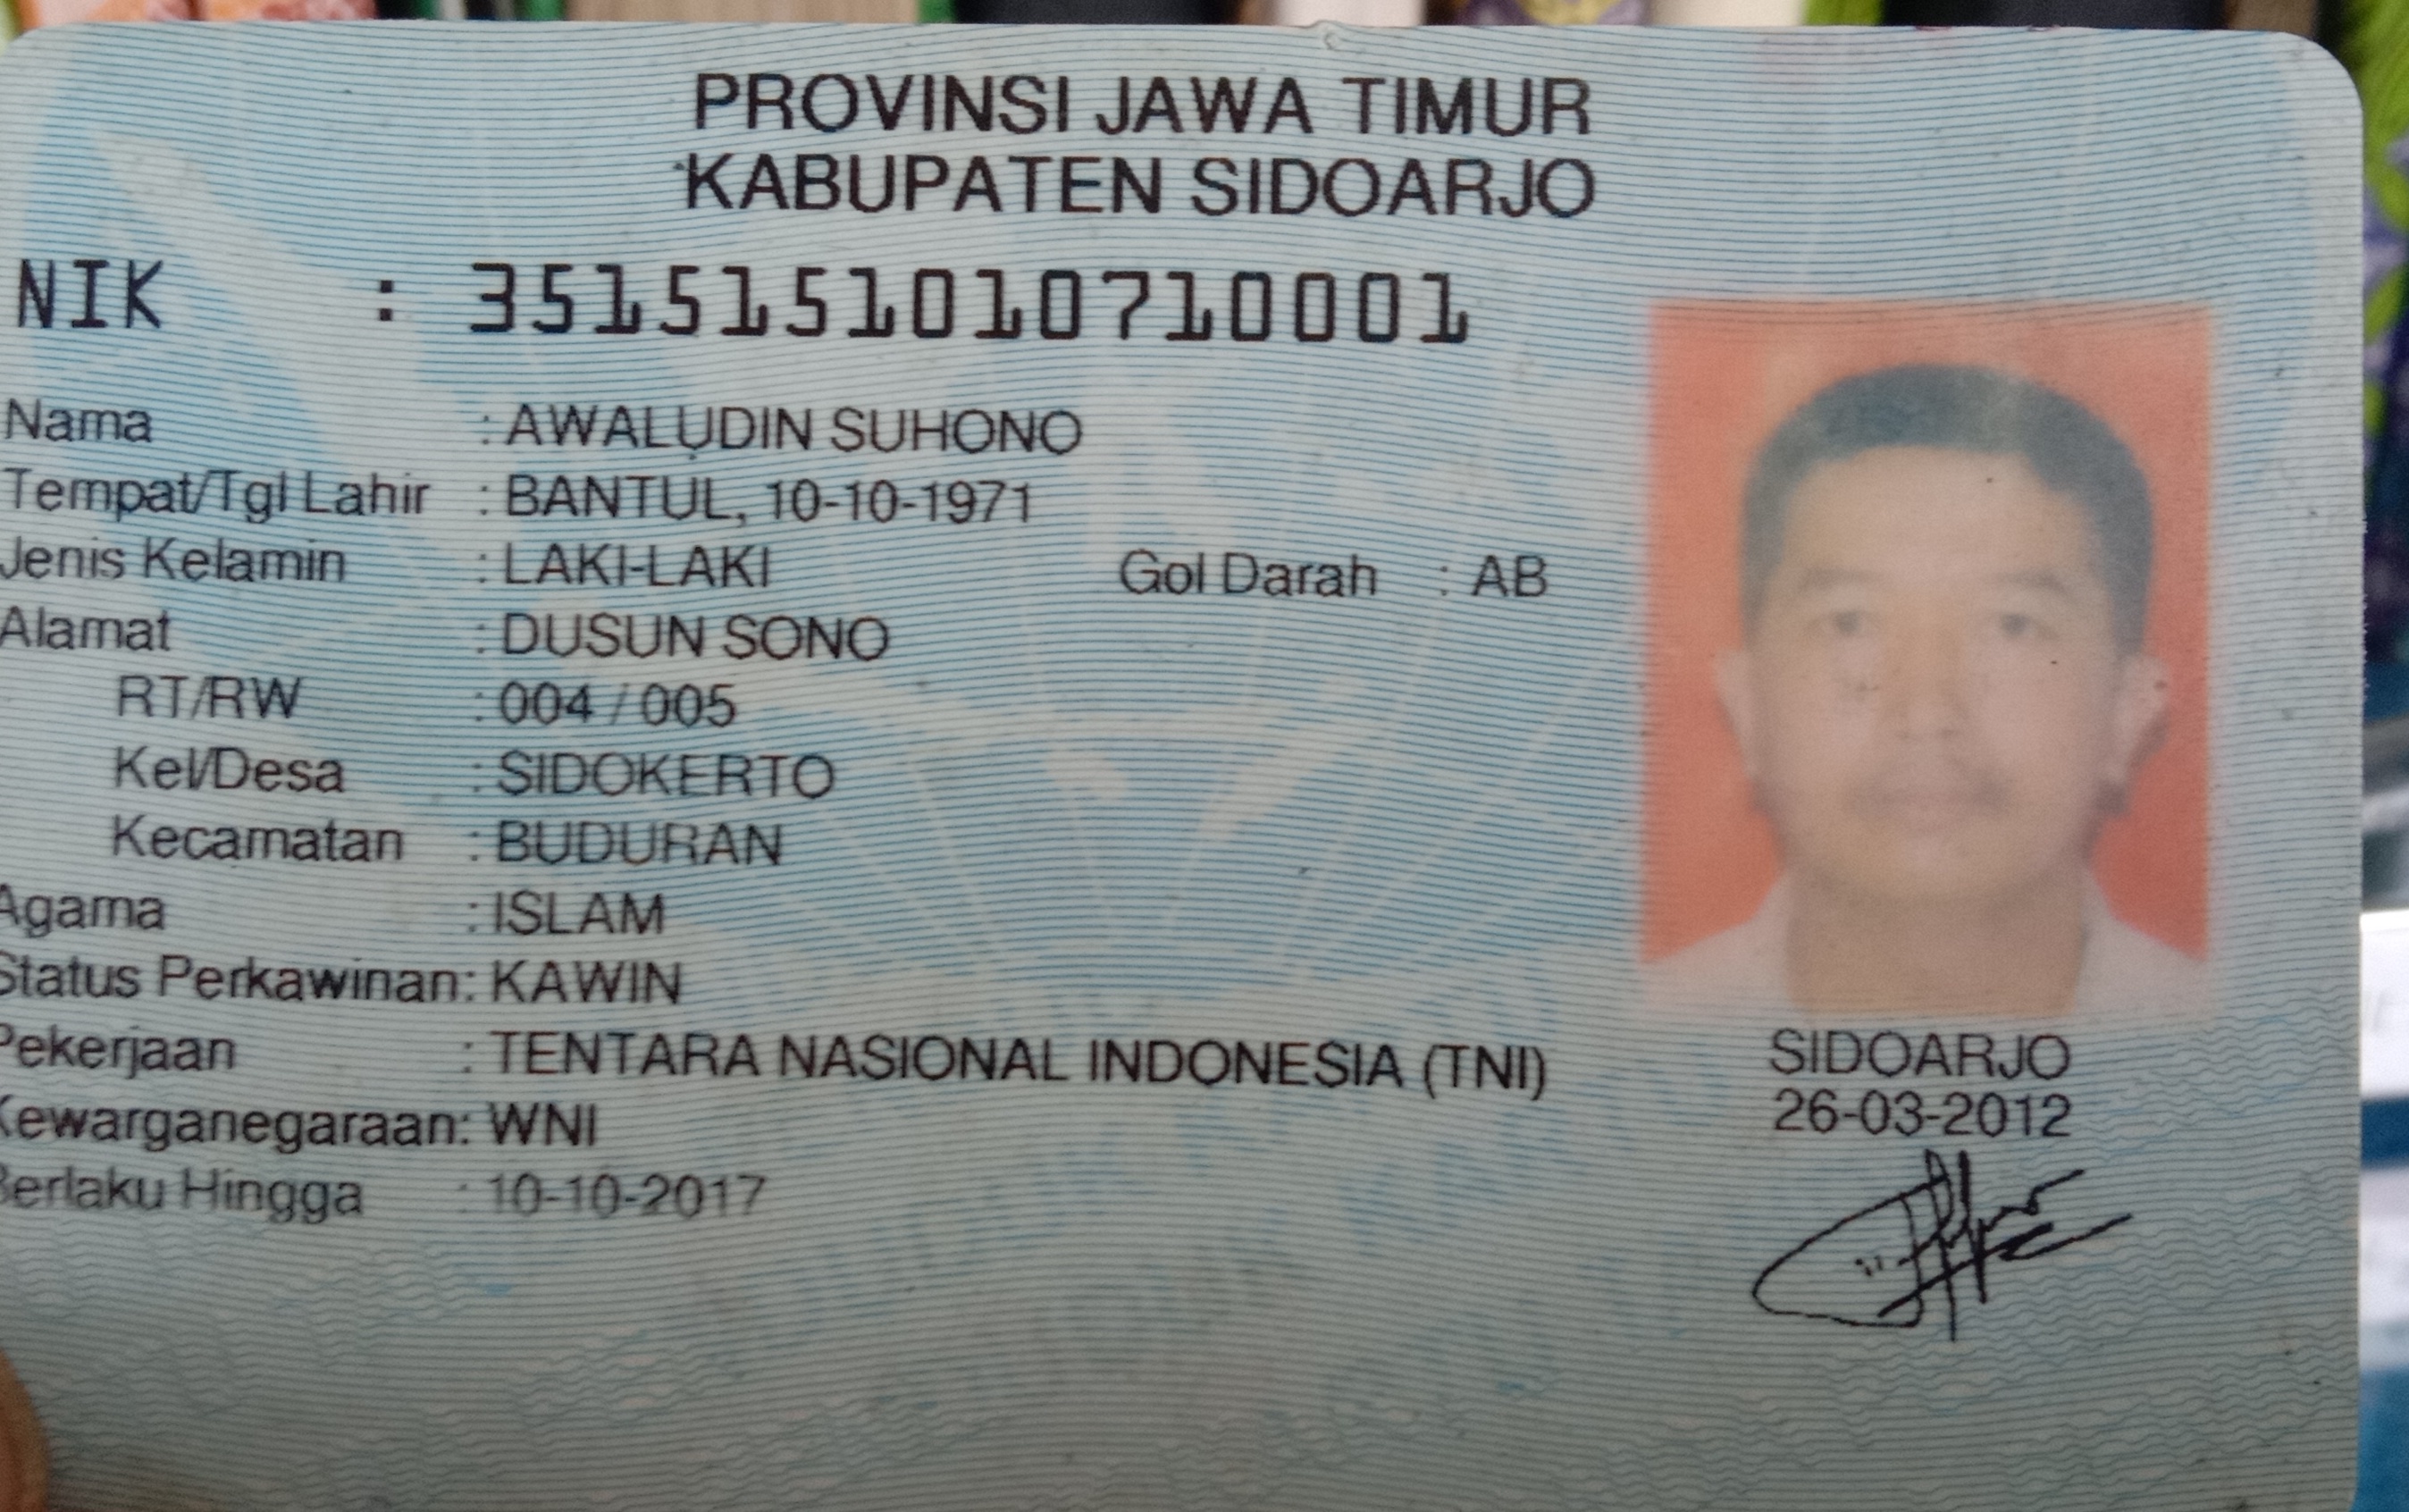 PROVINSI JAWA TIMUR
KABUPATEN SIDOARJO
NIK : 3515151010710001
Nama : AWALUDIN SUHONO
Tempat/Tgl Lahir : BANTUL, 10-10-1971
Jenis Kelamin : LAKI-LAKI Gol Darah : AB
Alamat : DUSUN SONO
RT/RW : 004 / 005
Kel/Desa : SIDOKERTO
Kecamatan : BUDURAN
Agama : ISLAM
Status Perkawinan: KAWIN
Pekerjaan : TENTARA NASIONAL INDONESIA (TNI)
Kewarganegaraan: WNI
Berlaku Hingga : 10-10-2017
SIDOARJO
26-03-2012